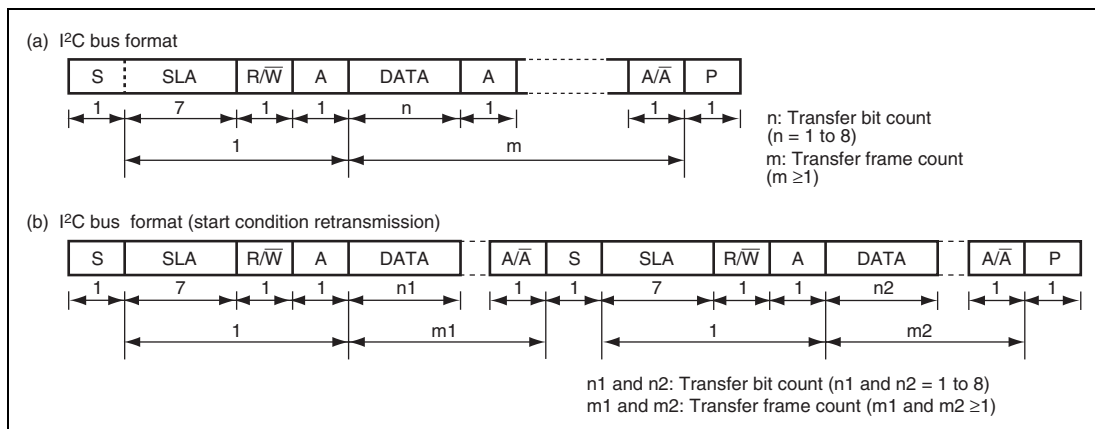 (a) I²C bus format
S SLA R/W̅ A DATA A A/A̅ P
1 7 1 1 n 1 1 1
1 m
n: Transfer bit count
(n = 1 to 8)
m: Transfer frame count
(m ≥1)
(b) I²C bus format (start condition retransmission)
S SLA R/W̅ A DATA A/A̅ S SLA R/W̅ A DATA A/A̅ P
1 7 1 1 n1 1 1 7 1 1 n2 1 1
1 m1 1 m2
n1 and n2: Transfer bit count (n1 and n2 = 1 to 8)
m1 and m2: Transfer frame count (m1 and m2 ≥1)